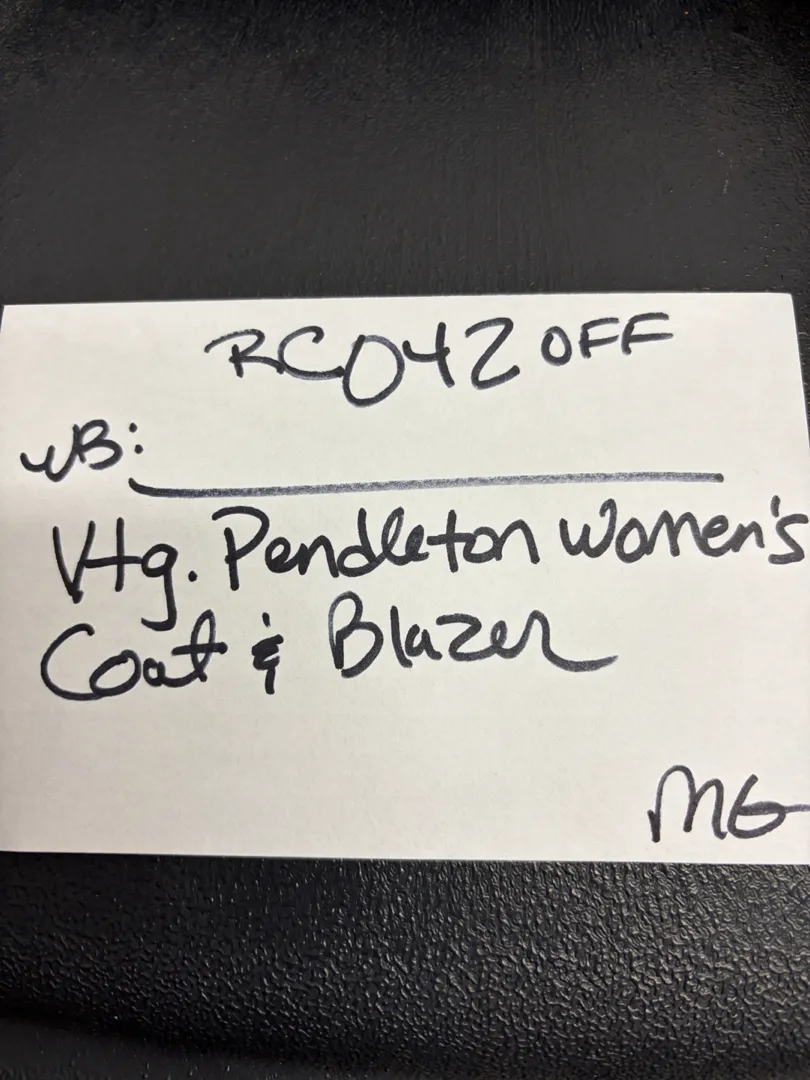 RC042 OFF
WB:
Vtg. Pendleton Women's
Coat & Blazer
MG